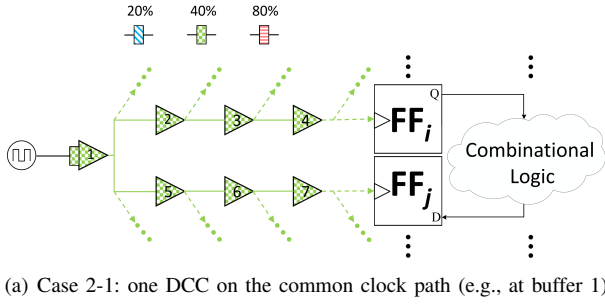 20% 40% 80%
2 3 4
FFi
Q
1
Combinational
Logic
5 6 7
FFj
D
(a) Case 2-1: one DCC on the common clock path (e.g., at buffer 1)